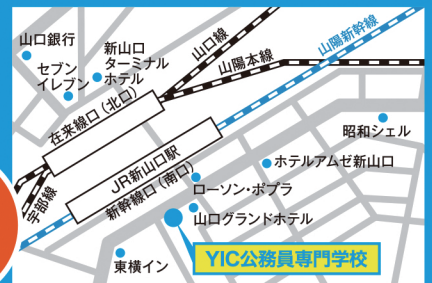 山口銀行
セブン
イレブン
新山口
ターミナル
ホテル
山口線
山陽本線
山陽新幹線
在来線口(北口)
JR新山口駅
新幹線口(南口)
宇部線
昭和シェル
ホテルアムゼ新山口
ローソン・ポプラ
山口グランドホテル
東横イン
YIC公務員専門学校